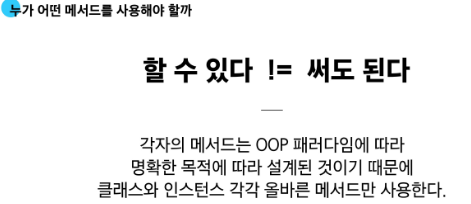 누가 어떤 메서드를 사용해야 할까
할 수 있다 != 써도 된다
각자의 메서드는 OOP 패러다임에 따라
명확한 목적에 따라 설계된 것이기 때문에
클래스와 인스턴스 각각 올바른 메서드만 사용한다.